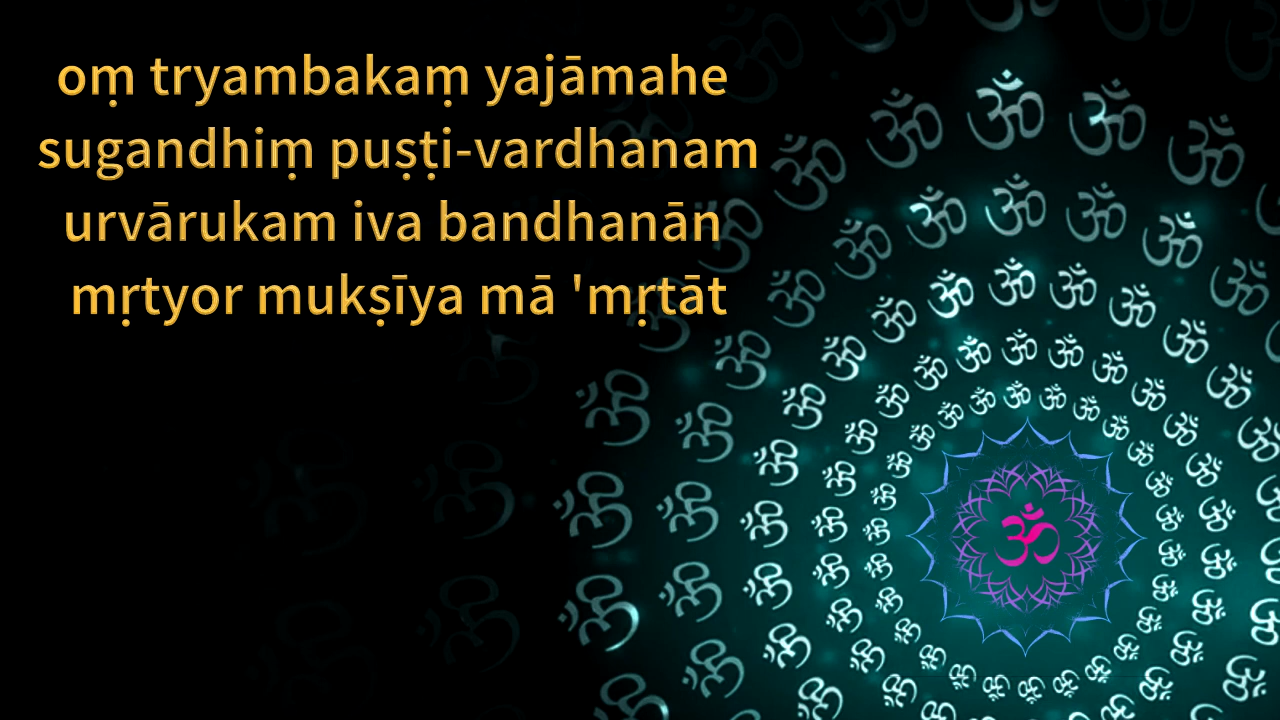 oṃ tryambakaṃ yajāmahe
sugandhiṃ puṣṭi-vardhanam
urvārukam iva bandhanān
mṛtyor mukṣīya mā 'mṛtāt
ॐ